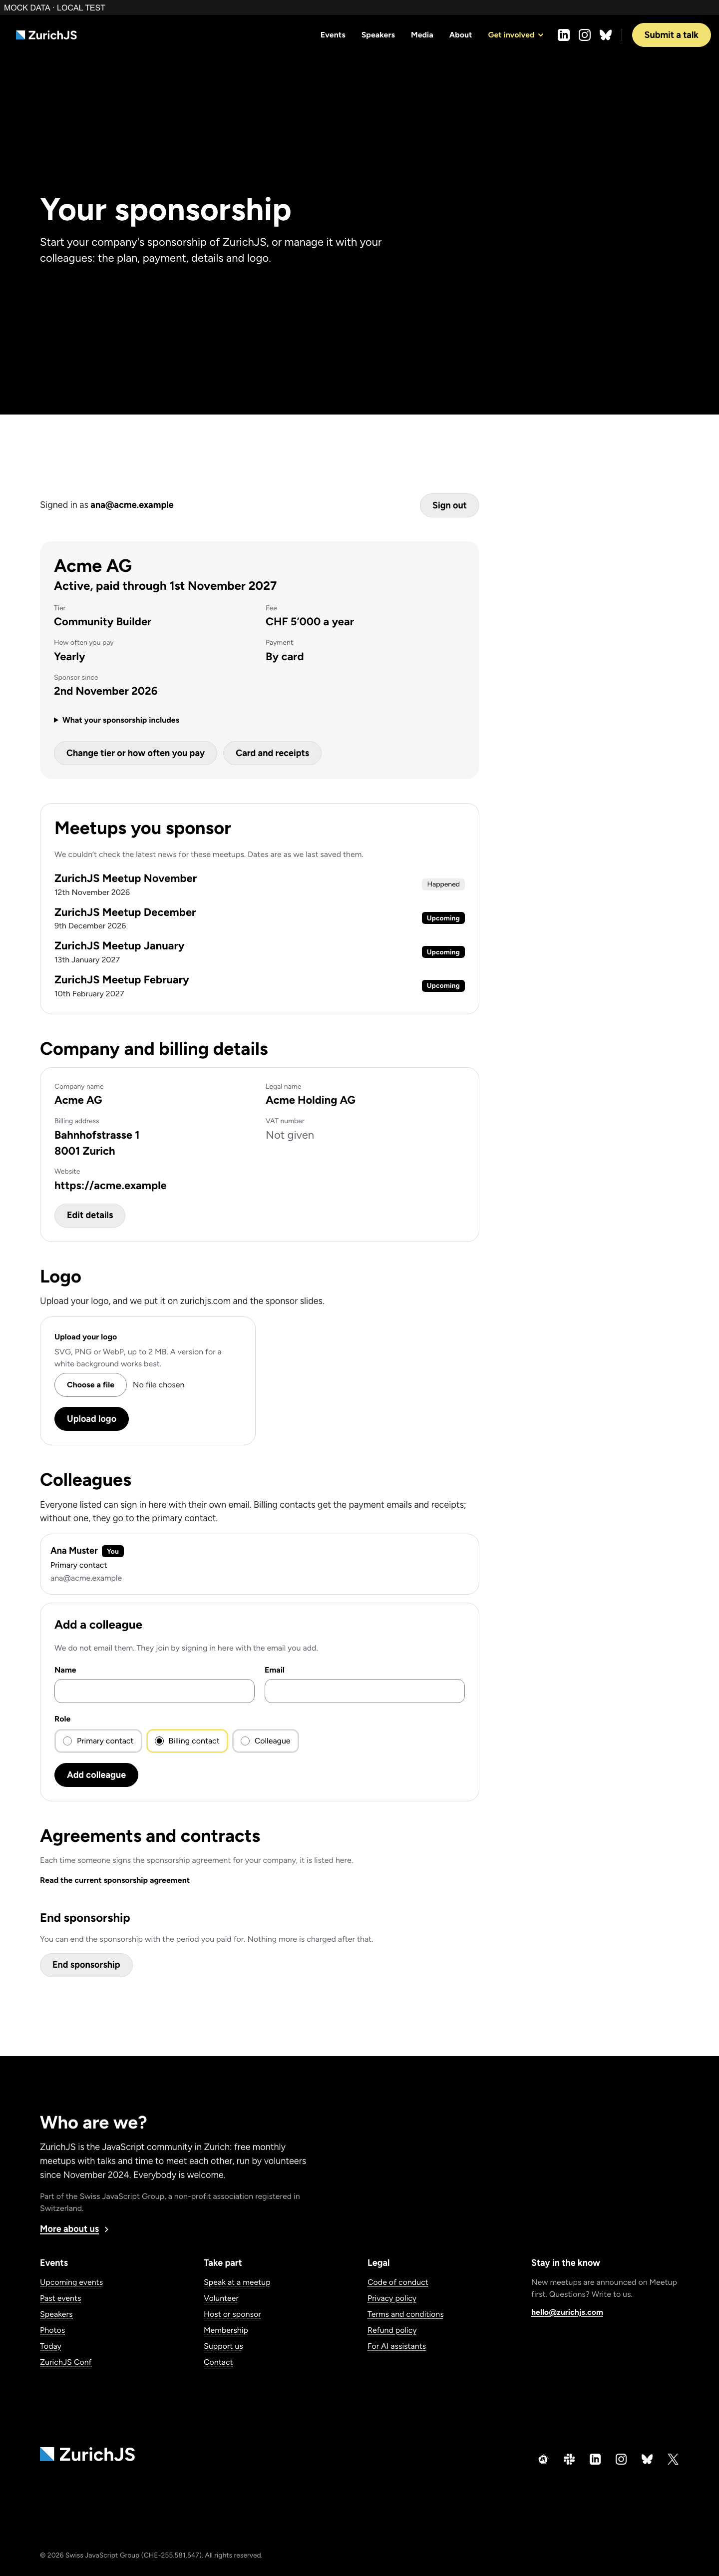 MOCK DATA · LOCAL TEST
ZurichJS
Events
Speakers
Media
About
Get involved
Submit a talk
Your sponsorship
Start your company's sponsorship of ZurichJS, or manage it with your
colleagues: the plan, payment, details and logo.
Signed in as ana@acme.example
Sign out
Acme AG
Active, paid through 1st November 2027
Tier
Community Builder
Fee
CHF 5’000 a year
How often you pay
Yearly
Payment
By card
Sponsor since
2nd November 2026
What your sponsorship includes
Change tier or how often you pay
Card and receipts
Meetups you sponsor
We couldn't check the latest news for these meetups. Dates are as we last saved them.
ZurichJS Meetup November
12th November 2026
Happened
ZurichJS Meetup December
9th December 2026
Upcoming
ZurichJS Meetup January
13th January 2027
Upcoming
ZurichJS Meetup February
10th February 2027
Upcoming
Company and billing details
Company name
Acme AG
Legal name
Acme Holding AG
Billing address
Bahnhofstrasse 1
8001 Zurich
VAT number
Not given
Website
https://acme.example
Edit details
Logo
Upload your logo, and we put it on zurichjs.com and the sponsor slides.
Upload your logo
SVG, PNG or WebP, up to 2 MB. A version for a
white background works best.
Choose a file
No file chosen
Upload logo
Colleagues
Everyone listed can sign in here with their own email. Billing contacts get the payment emails and receipts;
without one, they go to the primary contact.
Ana Muster
You
Primary contact
ana@acme.example
Add a colleague
We do not email them. They join by signing in here with the email you add.
Name
Email
Role
Primary contact
Billing contact
Colleague
Add colleague
Agreements and contracts
Each time someone signs the sponsorship agreement for your company, it is listed here.
Read the current sponsorship agreement
End sponsorship
You can end the sponsorship with the period you paid for. Nothing more is charged after that.
End sponsorship
Who are we?
ZurichJS is the JavaScript community in Zurich: free monthly
meetups with talks and time to meet each other, run by volunteers
since November 2024. Everybody is welcome.
Part of the Swiss JavaScript Group, a non-profit association registered in
Switzerland.
More about us
Events
Upcoming events
Past events
Speakers
Photos
Today
ZurichJS Conf
Take part
Speak at a meetup
Volunteer
Host or sponsor
Membership
Support us
Contact
Legal
Code of conduct
Privacy policy
Terms and conditions
Refund policy
For AI assistants
Stay in the know
New meetups are announced on Meetup
first. Questions? Write to us.
hello@zurichjs.com
ZurichJS
© 2026 Swiss JavaScript Group (CHE-255.581.547). All rights reserved.